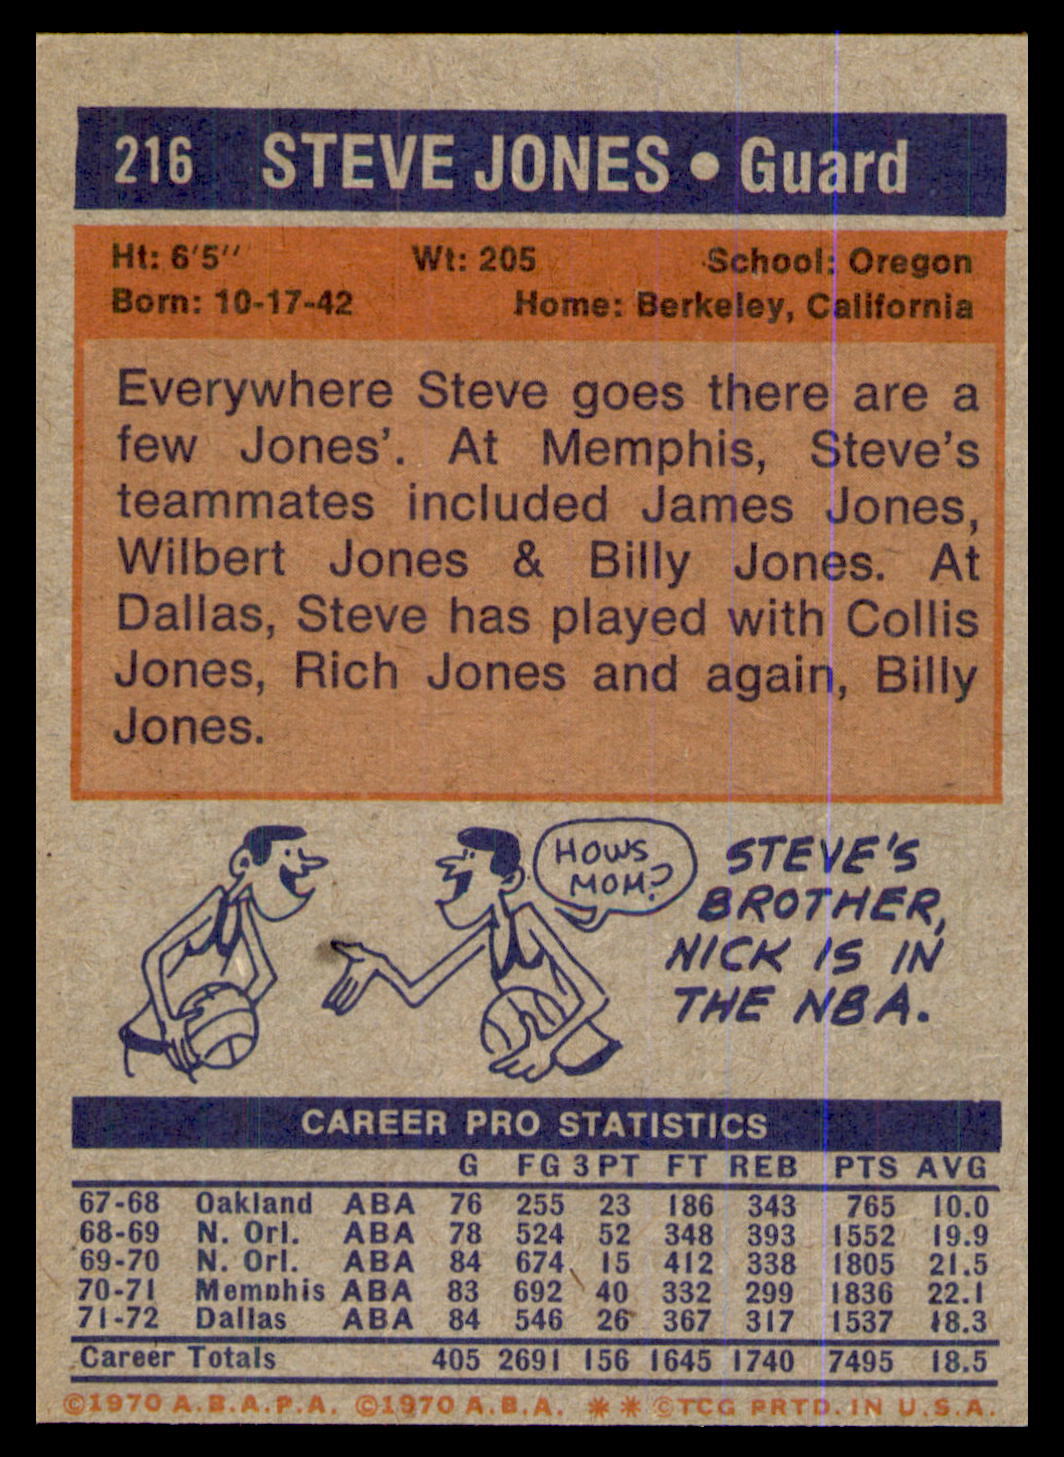 216 STEVE JONES • Guard
Ht: 6'5'' Wt: 205 School: Oregon
Born: 10-17-42 Home: Berkeley, California
Everywhere Steve goes there are a
few Jones'. At Memphis, Steve's
teammates included James Jones,
Wilbert Jones & Billy Jones. At
Dallas, Steve has played with Collis
Jones, Rich Jones and again, Billy
Jones.
HOWS
MOM?
STEVE'S
BROTHER,
NICK IS IN
THE NBA.
CAREER PRO STATISTICS
G FG 3 PT FT REB PTS AVG
67-68 Oakland ABA 76 255 23 186 343 765 10.0
68-69 N. Orl. ABA 78 524 52 348 393 1552 19.9
69-70 N. Orl. ABA 84 674 15 412 338 1805 21.5
70-71 Memphis ABA 83 692 40 332 299 1836 22.1
71-72 Dallas ABA 84 546 26 367 317 1537 18.3
Career Totals 405 2691 156 1645 1740 7495 18.5
©1970 A.B.A.P.A. ©1970 A.B.A. ** ©TCG PRTD. IN U.S.A.